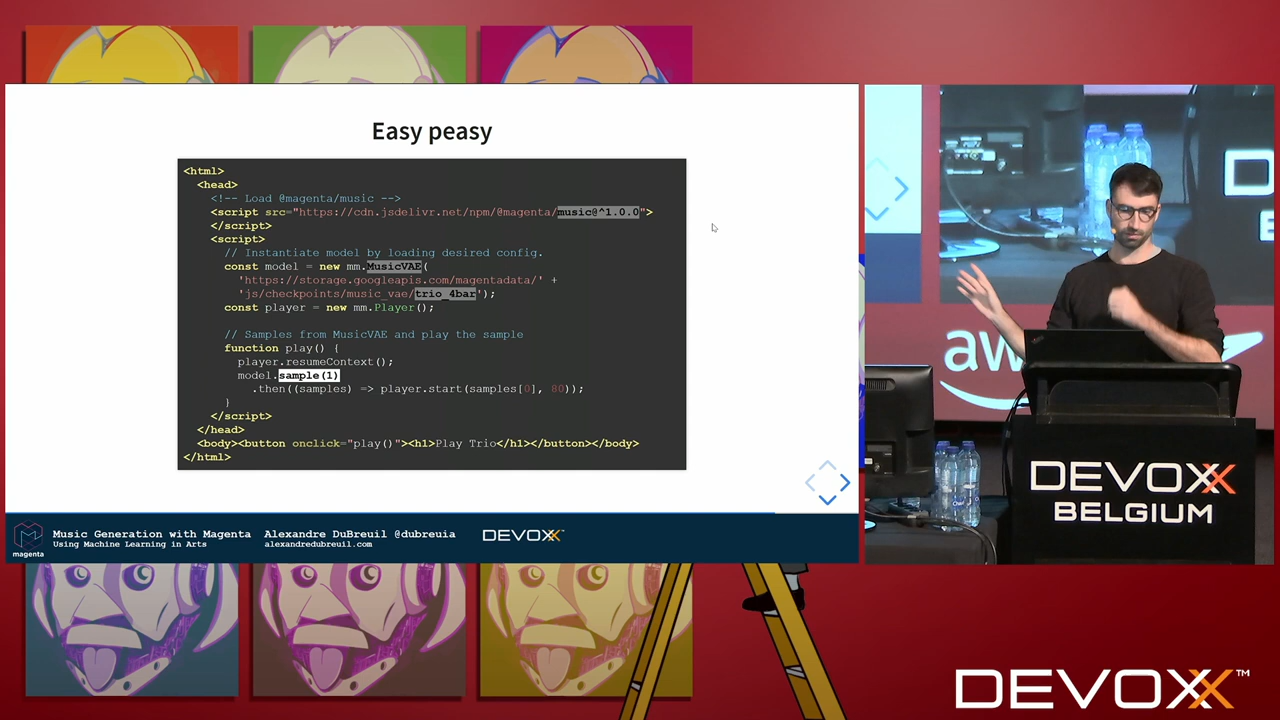 Easy peasy
<html>
<head>
<!-- Load @magenta/music -->
<script src="https://cdn.jsdelivr.net/npm/@magenta/music@^1.0.0">
</script>
<script>
// Instantiate model by loading desired config.
const model = new mm.MusicVAE(
'https://storage.googleapis.com/magentadata/' +
'js/checkpoints/music_vae/trio_4bar');
const player = new mm.Player();
// Samples from MusicVAE and play the sample
function play() {
player.resumeContext();
model.sample(1)
.then((samples) => player.start(samples[0], 80));
}
</script>
</head>
<body><button onclick="play()"><h1>Play Trio</h1></button></body>
</html>
magenta
Music Generation with Magenta
Using Machine Learning in Arts
Alexandre DuBreuil @dubreuia
alexandredubreuil.com
DEVOXX™
aws
DEVOXX
BELGIUM
DEVOXX™